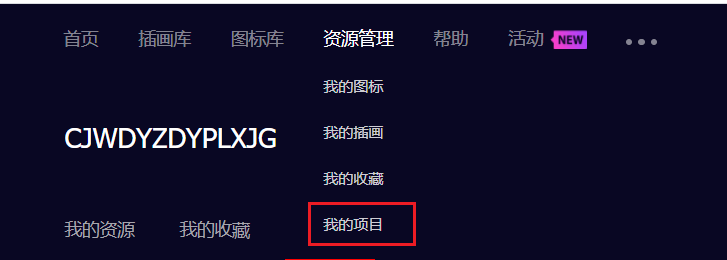 首页 插画库 图标库 资源管理 帮助 活动 NEW
我的图标
我的插画
CJWDYZDYPLXJG
我的收藏
我的项目
我的资源 我的收藏